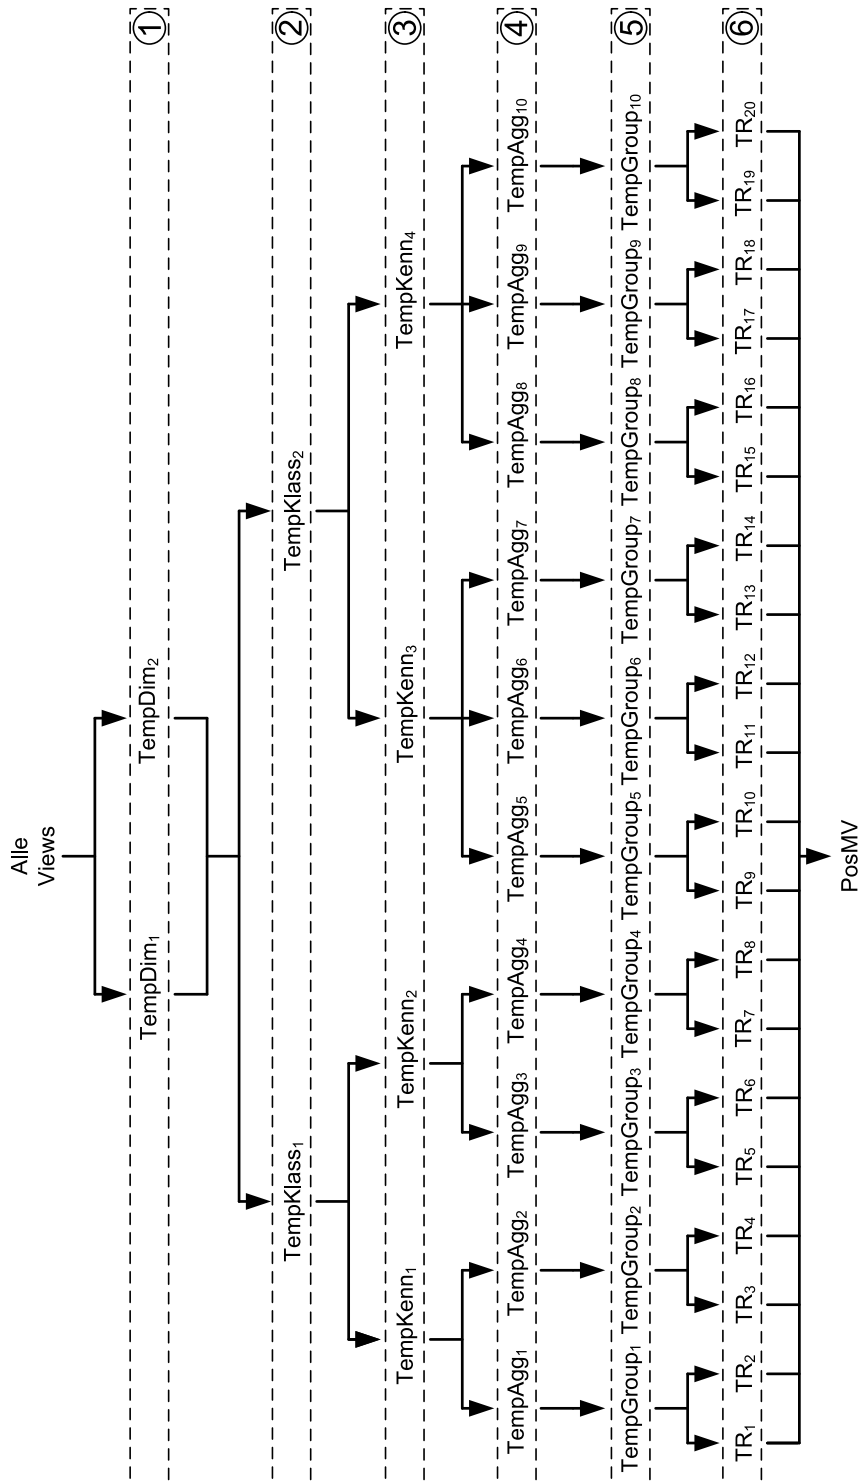 Alle
Views
TempDim₁ TempDim₂ ①
TempKlass₁ TempKlass₂ ②
TempKenn₁ TempKenn₂ TempKenn₃ TempKenn₄ ③
TempAgg₁ TempAgg₂ TempAgg₃ TempAgg₄ TempAgg₅ TempAgg₆ TempAgg₇ TempAgg₈ TempAgg₉ TempAgg₁₀ ④
TempGroup₁ TempGroup₂ TempGroup₃ TempGroup₄ TempGroup₅ TempGroup₆ TempGroup₇ TempGroup₈ TempGroup₉ TempGroup₁₀ ⑤
TR₁ TR₂ TR₃ TR₄ TR₅ TR₆ TR₇ TR₈ TR₉ TR₁₀ TR₁₁ TR₁₂ TR₁₃ TR₁₄ TR₁₅ TR₁₆ TR₁₇ TR₁₈ TR₁₉ TR₂₀ ⑥
PosMV